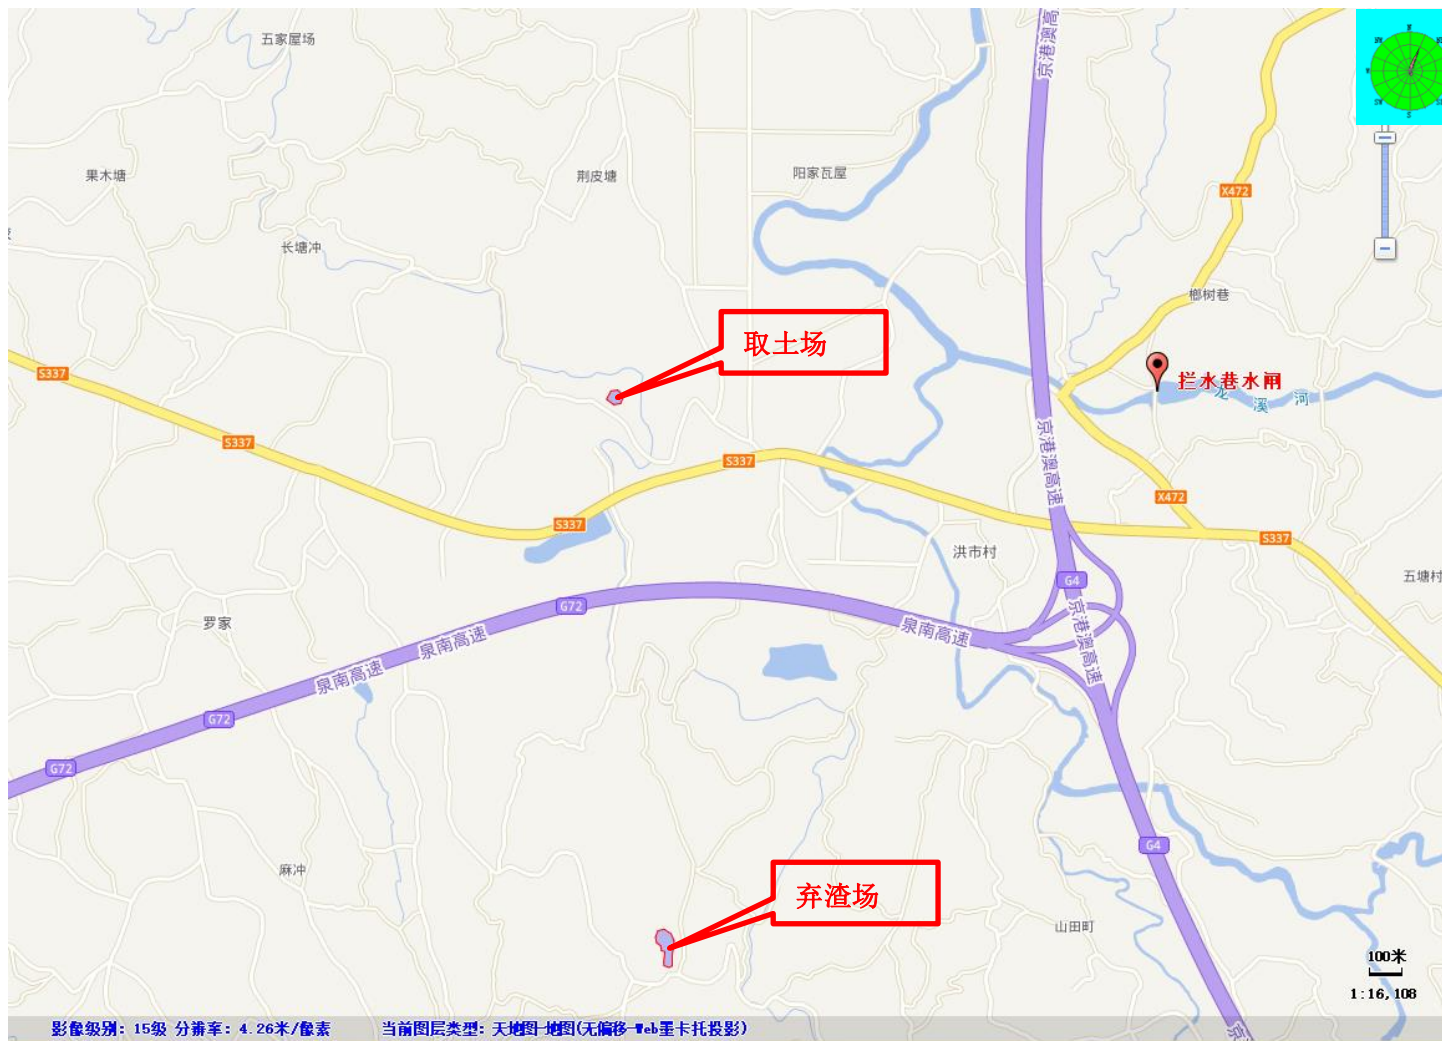 京港澳高
五家屋场
N
果木塘
荆皮塘
阳家瓦屋
X472
长塘冲
榔树巷
取土场
S337
拦水巷水闸
龙溪河
S337
京港澳高速
S337
X472
S337
S337
洪市村
G4
五塘村
G72
京港澳高速
罗家
泉南高速
泉南高速
泉南高速
G72
G72
G4
麻冲
弃渣场
山田町
100米
1:16,108
影像级别: 15级 分辨率: 4.26米/像素 当前图层类型: 天地图-地图(无偏移-Web墨卡托投影)